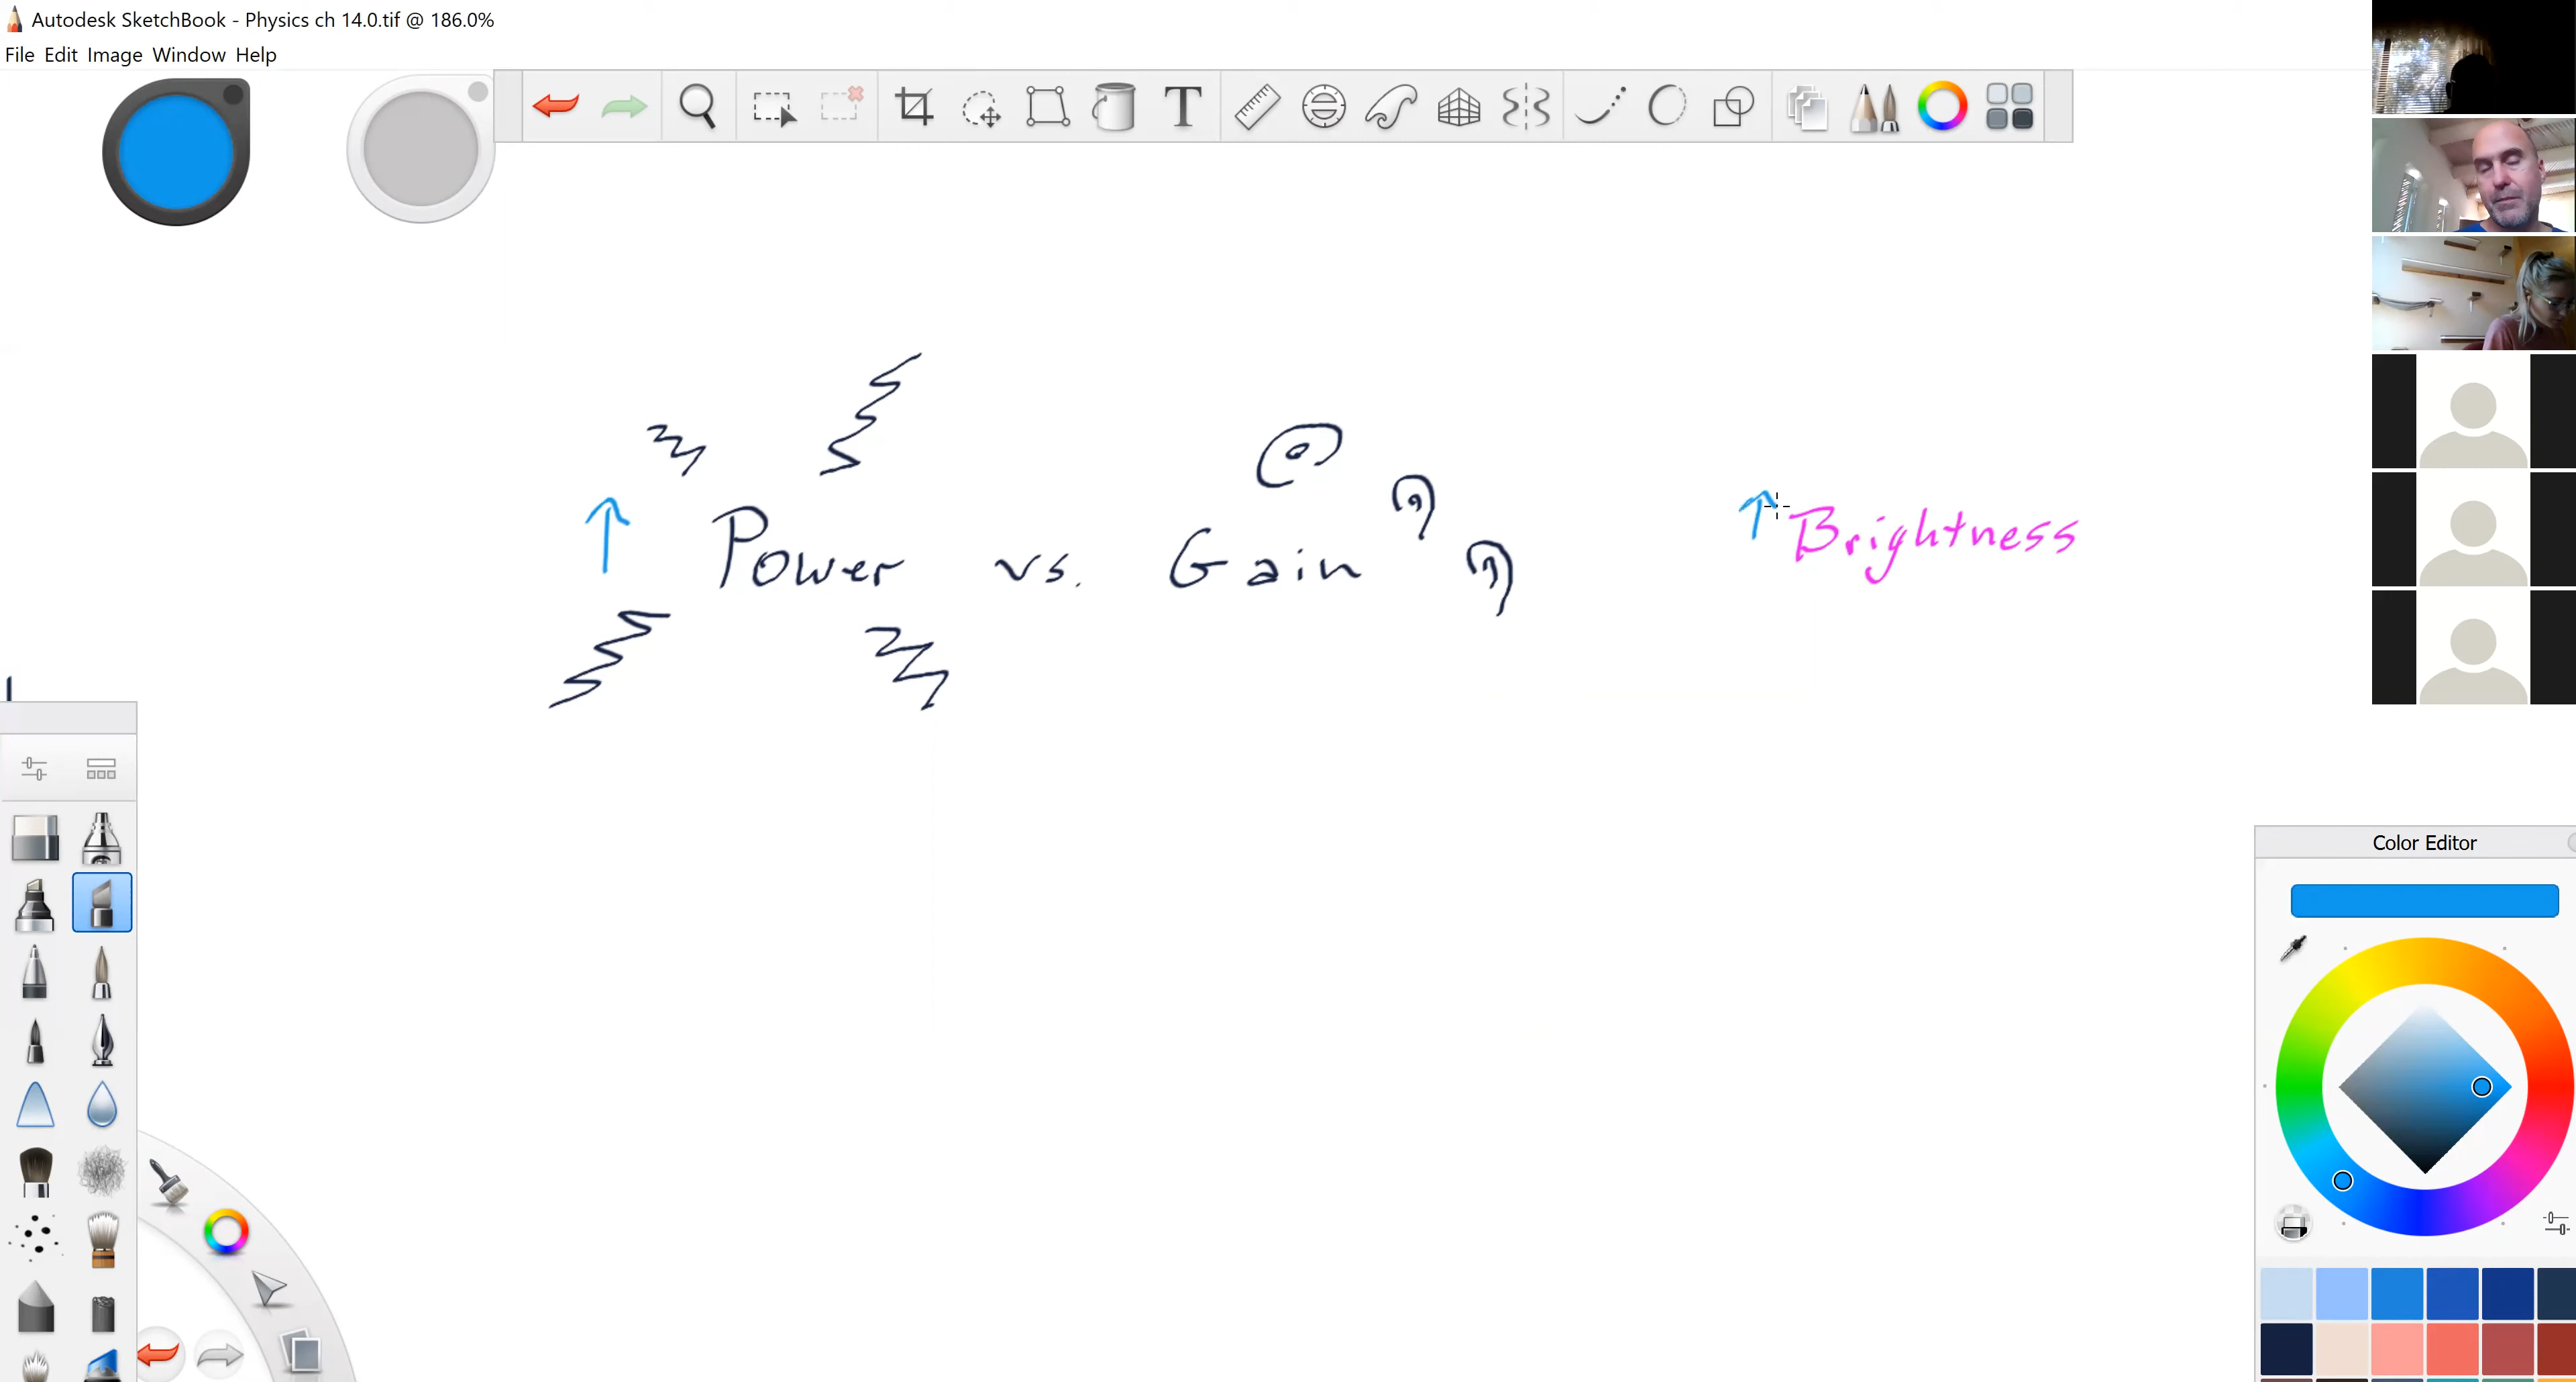 Autodesk SketchBook - Physics ch 14.0.tif @ 186.0%
File Edit Image Window Help
T
↑ Power vs. Gain
↑ Brightness
Color Editor